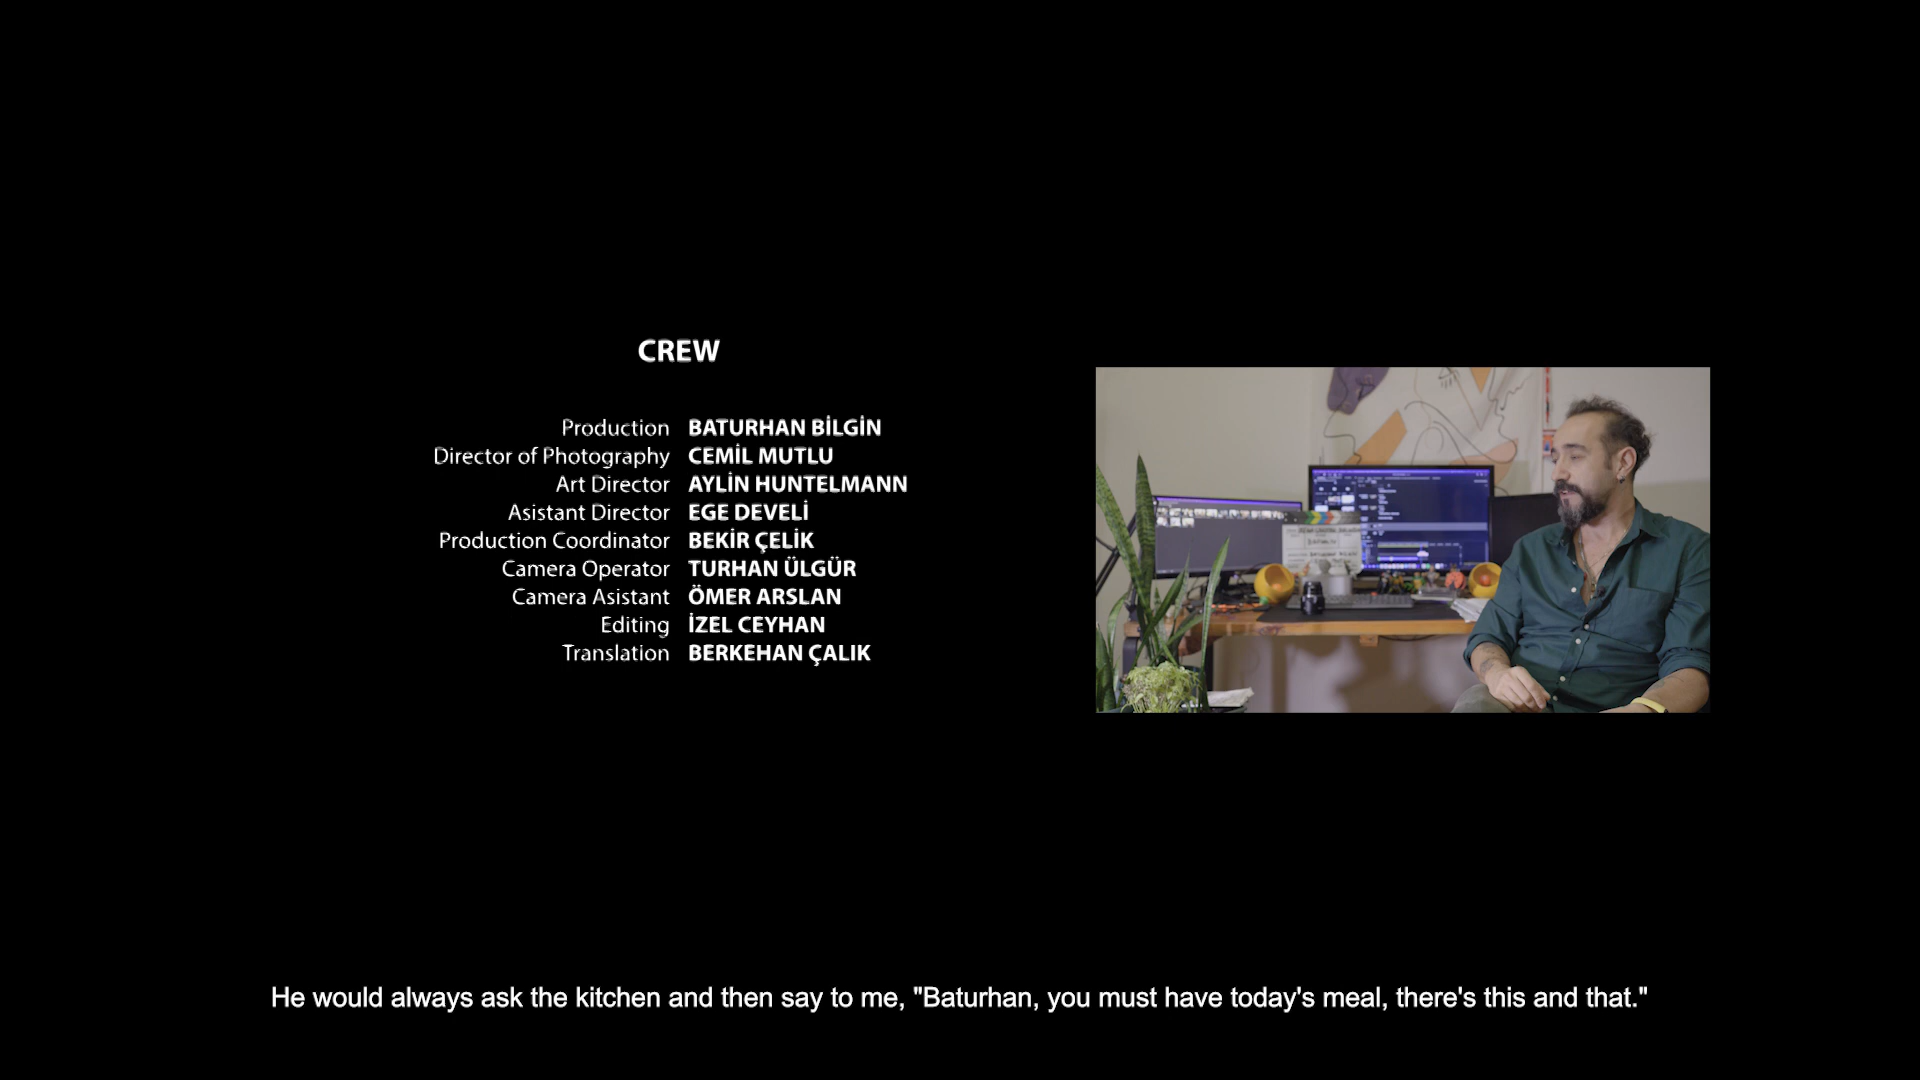 CREW
Production BATURHAN BİLGİN
Director of Photography CEMİL MUTLU
Art Director AYLİN HUNTELMANN
Asistant Director EGE DEVELİ
Production Coordinator BEKİR ÇELİK
Camera Operator TURHAN ÜLGÜR
Camera Asistant ÖMER ARSLAN
Editing İZEL CEYHAN
Translation BERKEHAN ÇALIK
He would always ask the kitchen and then say to me, "Baturhan, you must have today's meal, there's this and that."